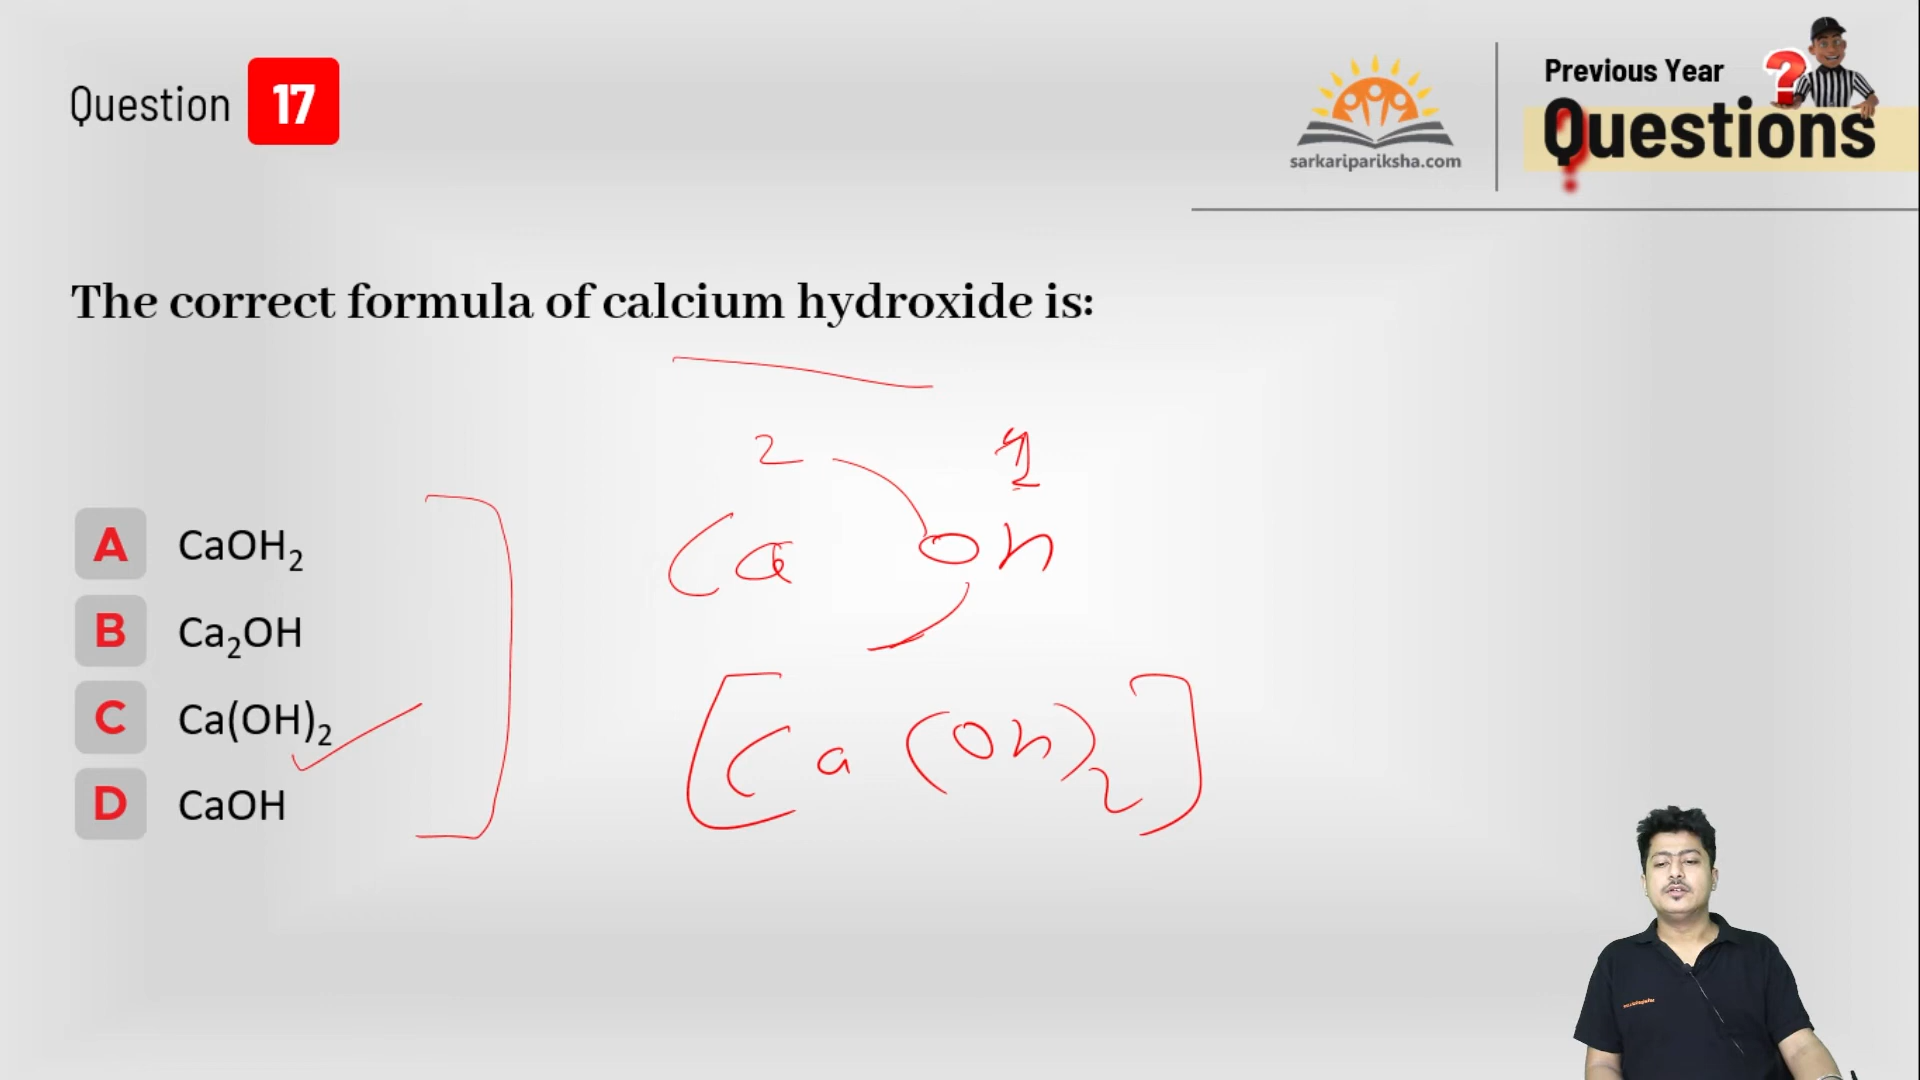 Question 17
sarkaripariksha.com
Previous Year
Questions
The correct formula of calcium hydroxide is:
2 1
Ca OH
A CaOH₂
B Ca₂OH
C Ca(OH)₂
D CaOH
[Ca(OH)₂]